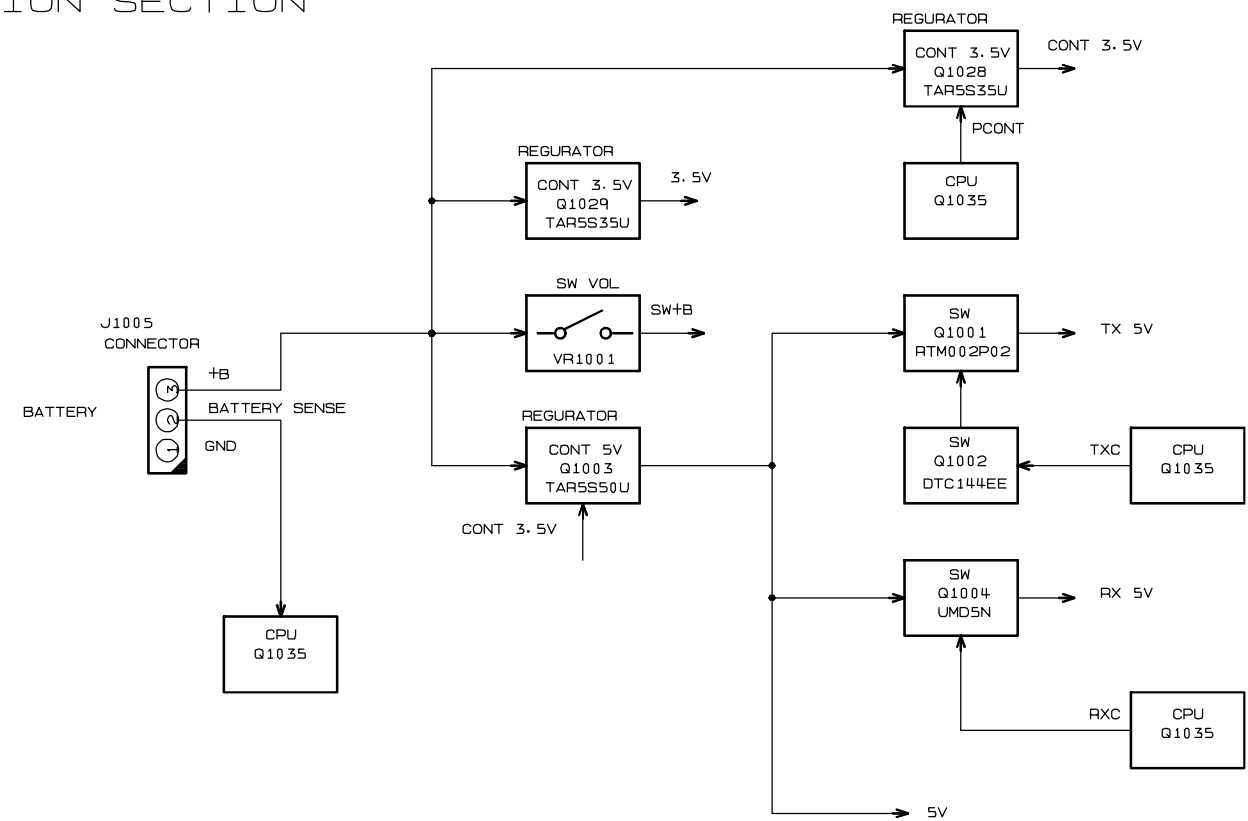 ION SECTION
REGURATOR
CONT 3.5V
Q1028
TAR5S35U
CONT 3.5V
PCONT
CPU
Q1035
REGURATOR
CONT 3.5V
Q1029
TAR5S35U
3.5V
SW VOL
VR1001
SW+B
J1005
CONNECTOR
BATTERY
3
2
1
+B
BATTERY SENSE
GND
CPU
Q1035
REGURATOR
CONT 5V
Q1003
TAR5S50U
CONT 3.5V
SW
Q1001
RTM002P02
TX 5V
SW
Q1002
DTC144EE
TXC
CPU
Q1035
SW
Q1004
UMD5N
RX 5V
RXC
CPU
Q1035
5V